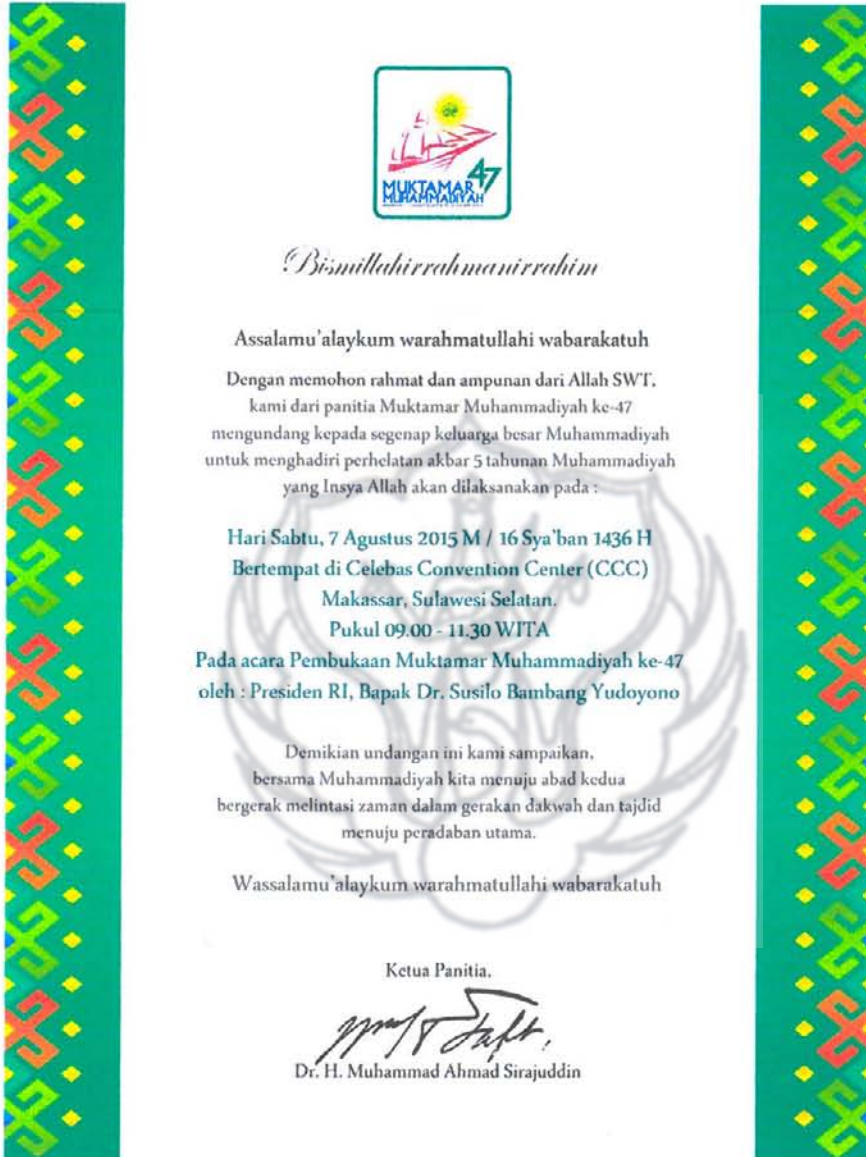 MUKTAMAR 47
MUHAMMADIYAH
Bismillahirrahmanirrahim
Assalamu'alaykum warahmatullahi wabarakatuh
Dengan memohon rahmat dan ampunan dari Allah SWT,
kami dari panitia Muktamar Muhammadiyah ke-47
mengundang kepada segenap keluarga besar Muhammadiyah
untuk menghadiri perhelatan akbar 5 tahunan Muhammadiyah
yang Insya Allah akan dilaksanakan pada :
Hari Sabtu, 7 Agustus 2015 M / 16 Sya'ban 1436 H
Bertempat di Celebas Convention Center (CCC)
Makassar, Sulawesi Selatan.
Pukul 09.00 - 11.30 WITA
Pada acara Pembukaan Muktamar Muhammadiyah ke-47
oleh : Presiden RI, Bapak Dr. Susilo Bambang Yudoyono
Demikian undangan ini kami sampaikan,
bersama Muhammadiyah kita menuju abad kedua
bergerak melintasi zaman dalam gerakan dakwah dan tajdid
menuju peradaban utama.
Wassalamu'alaykum warahmatullahi wabarakatuh
Ketua Panitia,
Dr. H. Muhammad Ahmad Sirajuddin